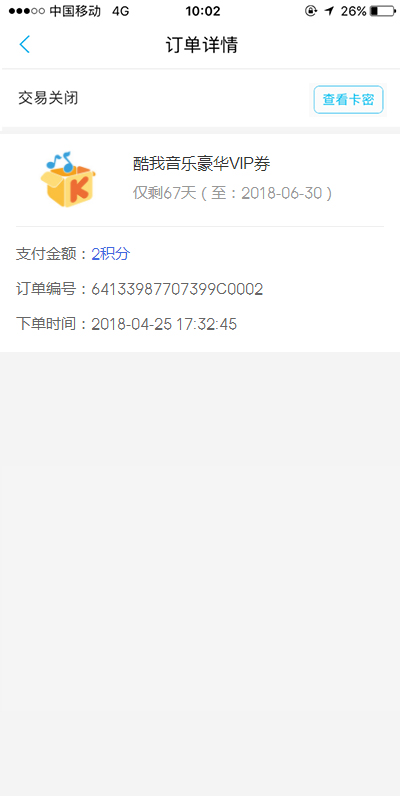 中国移动 4G 10:02 26%
订单详情
交易关闭 查看卡密
酷我音乐豪华VIP券
仅剩67天(至：2018-06-30)
支付金额：2积分
订单编号：64133987707399C0002
下单时间：2018-04-25 17:32:45